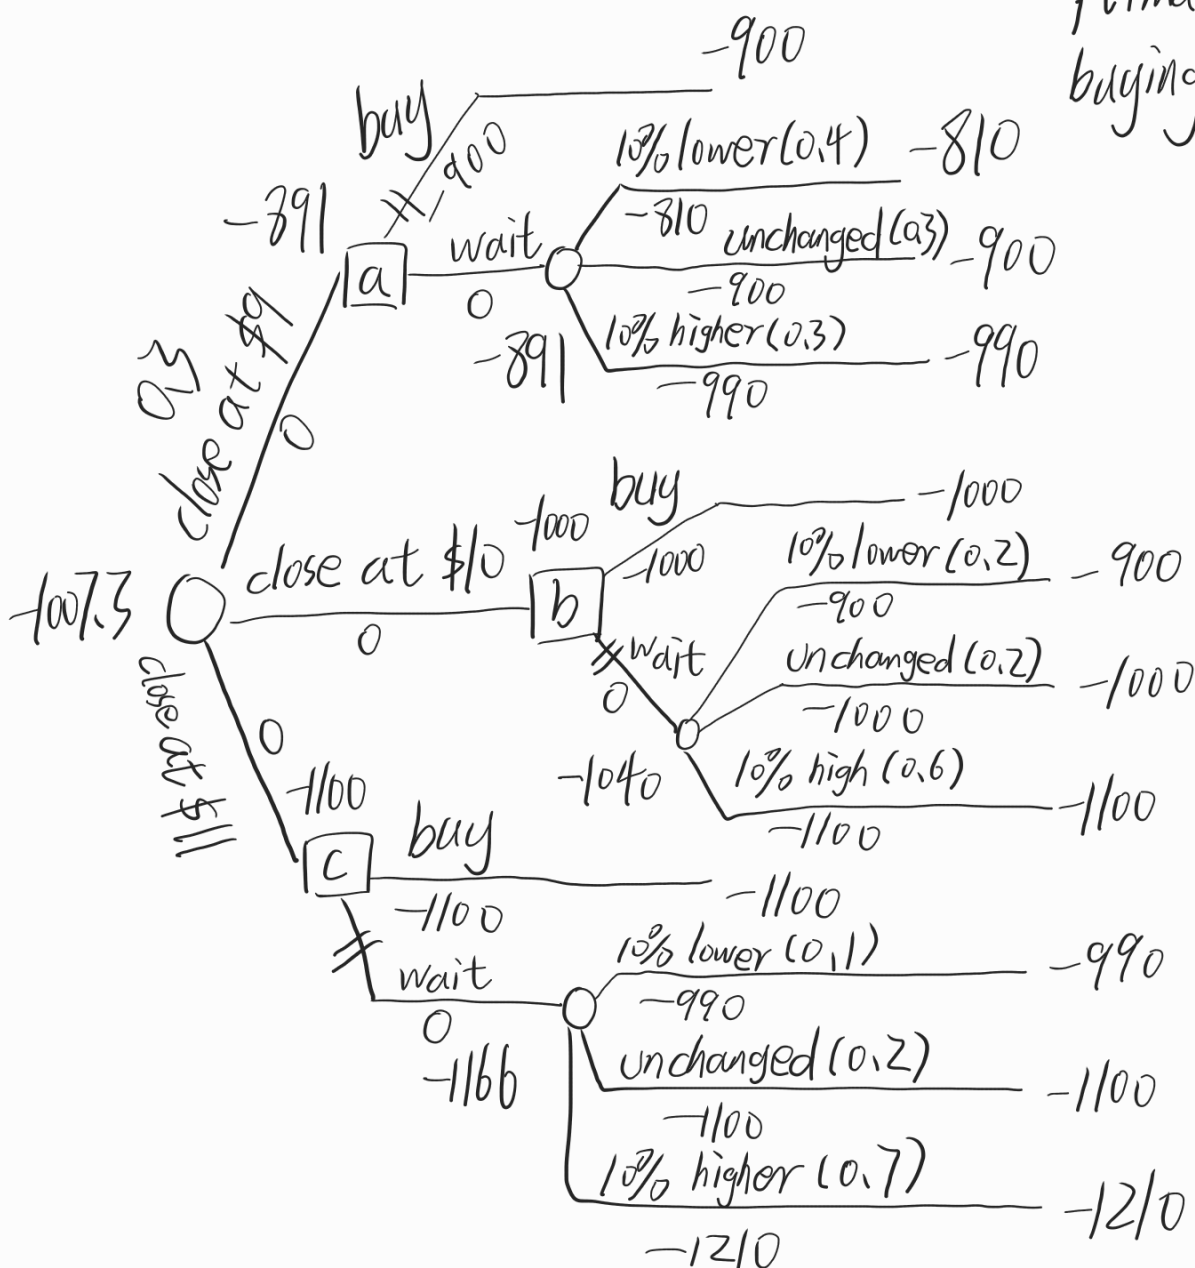 buying
-900
buy
-900
10% lower (0.4)
-810
-810
-891
a
wait
0
-891
unchanged (0.3)
-900
-900
10% higher (0.3)
-990
-990
0.3
close at $9
0
buy
-1000
-1000
-1000
close at $10
0
b
10% lower (0.2)
-900
-900
wait
0
unchanged (0.2)
-1000
-1000
-1040
10% high (0.6)
-1100
-1100
-1007.3
close at $11
0
-1100
c
buy
-1100
-1100
wait
0
-1166
10% lower (0.1)
-990
-990
unchanged (0.2)
-1100
-1100
10% higher (0.7)
-1210
-1210